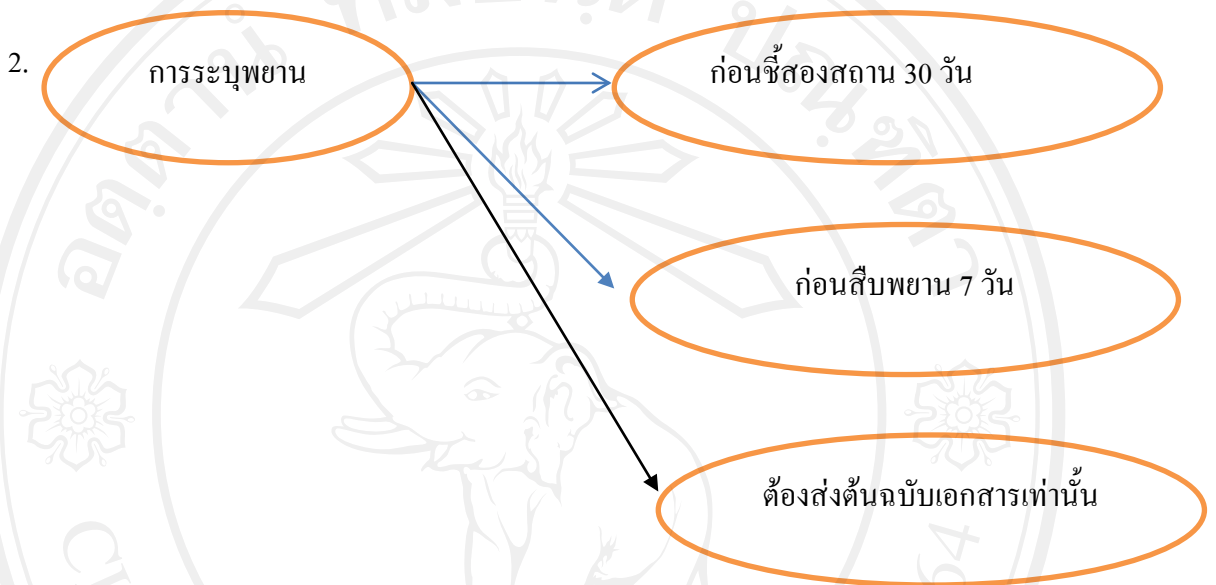 2.
การระบุพยาน
ก่อนชี้สองสถาน 30 วัน
ก่อนสืบพยาน 7 วัน
ต้องส่งต้นฉบับเอกสารเท่านั้น